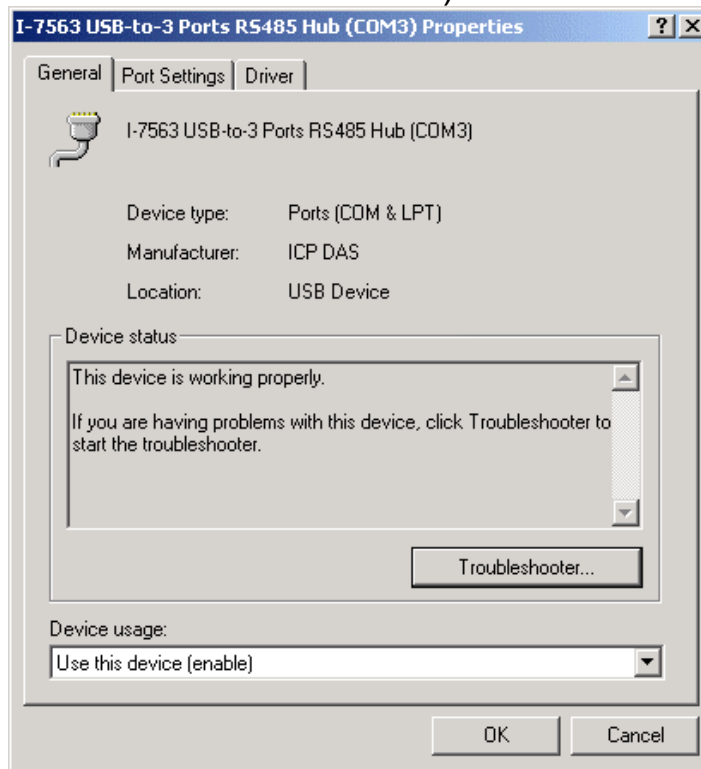 I-7563 USB-to-3 Ports RS485 Hub (COM3) Properties
General Port Settings Driver
I-7563 USB-to-3 Ports RS485 Hub (COM3)
Device type: Ports (COM & LPT)
Manufacturer: ICP DAS
Location: USB Device
Device status
This device is working properly.
If you are having problems with this device, click Troubleshooter to
start the troubleshooter.
Troubleshooter...
Device usage:
Use this device (enable)
OK Cancel